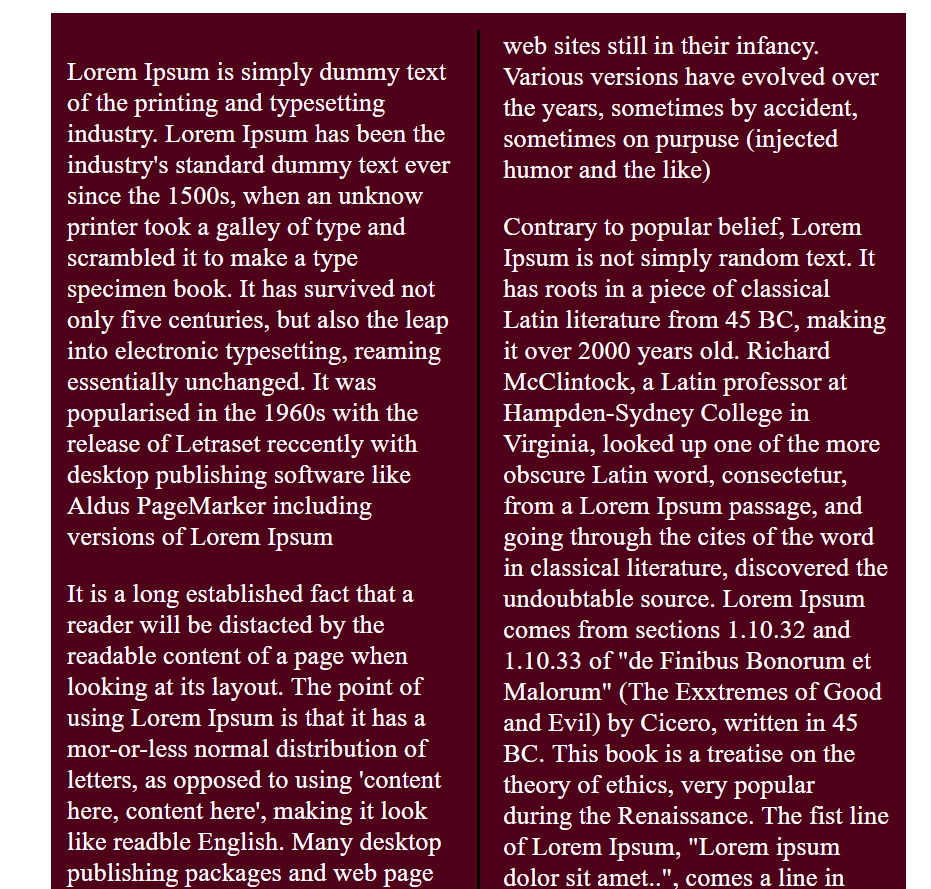 Lorem Ipsum is simply dummy text
of the printing and typesetting
industry. Lorem Ipsum has been the
industry's standard dummy text ever
since the 1500s, when an unknow
printer took a galley of type and
scrambled it to make a type
specimen book. It has survived not
only five centuries, but also the leap
into electronic typesetting, reaming
essentially unchanged. It was
popularised in the 1960s with the
release of Letraset reccently with
desktop publishing software like
Aldus PageMarker including
versions of Lorem Ipsum
It is a long established fact that a
reader will be distacted by the
readable content of a page when
looking at its layout. The point of
using Lorem Ipsum is that it has a
mor-or-less normal distribution of
letters, as opposed to using 'content
here, content here', making it look
like readble English. Many desktop
publishing packages and web page
web sites still in their infancy.
Various versions have evolved over
the years, sometimes by accident,
sometimes on purpuse (injected
humor and the like)
Contrary to popular belief, Lorem
Ipsum is not simply random text. It
has roots in a piece of classical
Latin literature from 45 BC, making
it over 2000 years old. Richard
McClintock, a Latin professor at
Hampden-Sydney College in
Virginia, looked up one of the more
obscure Latin word, consectetur,
from a Lorem Ipsum passage, and
going through the cites of the word
in classical literature, discovered the
undoubtable source. Lorem Ipsum
comes from sections 1.10.32 and
1.10.33 of "de Finibus Bonorum et
Malorum" (The Exxtremes of Good
and Evil) by Cicero, written in 45
BC. This book is a treatise on the
theory of ethics, very popular
during the Renaissance. The fist line
of Lorem Ipsum, "Lorem ipsum
dolor sit amet..", comes a line in